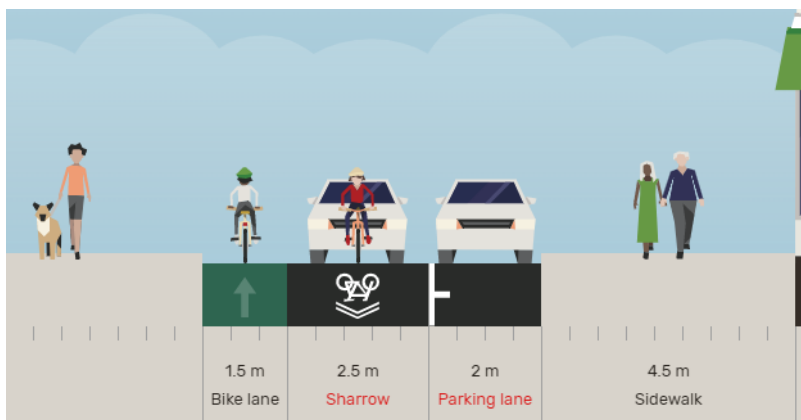 1.5 m
Bike lane
2.5 m
Sharrow
2 m
Parking lane
4.5 m
Sidewalk